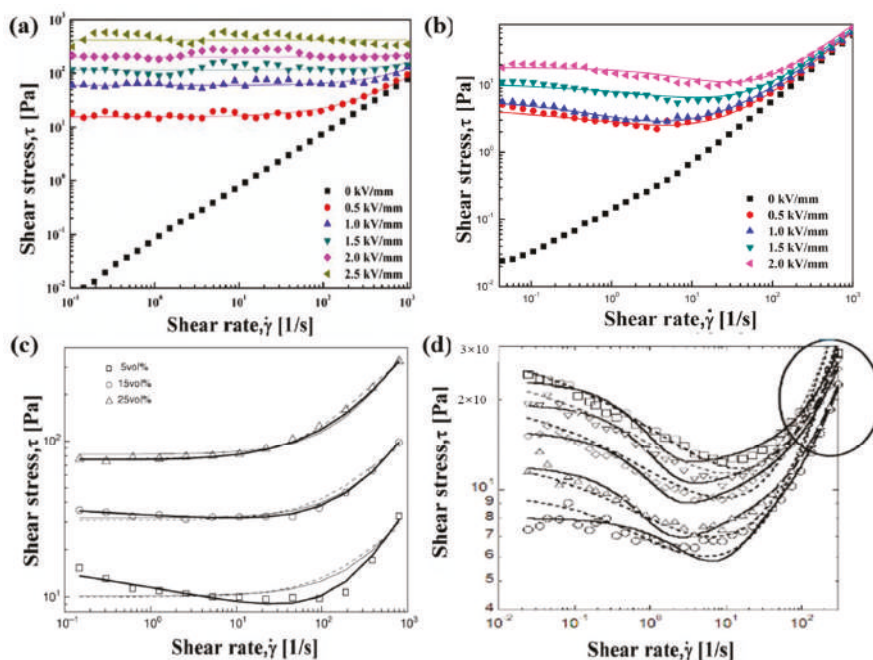 (a)
Shear stress,τ [Pa]
10³
10²
10¹
10⁰
10⁻¹
10⁻²
0 kV/mm
0.5 kV/mm
1.0 kV/mm
1.5 kV/mm
2.0 kV/mm
2.5 kV/mm
10⁻¹ 10⁰ 10¹ 10² 10³
Shear rate,γ̇ [1/s]
(b)
Shear stress,τ [Pa]
10¹
10⁰
10⁻¹
10⁻²
0 kV/mm
0.5 kV/mm
1.0 kV/mm
1.5 kV/mm
2.0 kV/mm
10⁻¹ 10⁰ 10¹ 10² 10³
Shear rate,γ̇ [1/s]
(c)
Shear stress,τ [Pa]
5vol%
15vol%
25vol%
10²
10¹
10⁻¹ 10⁰ 10¹ 10² 10³
Shear rate,γ̇ [1/s]
(d)
Shear stress,τ [Pa]
3×10
2×10
10
9
8
7
6
5
4
10⁻² 10⁻¹ 10⁰ 10¹ 10²
Shear rate,γ̇ [1/s]